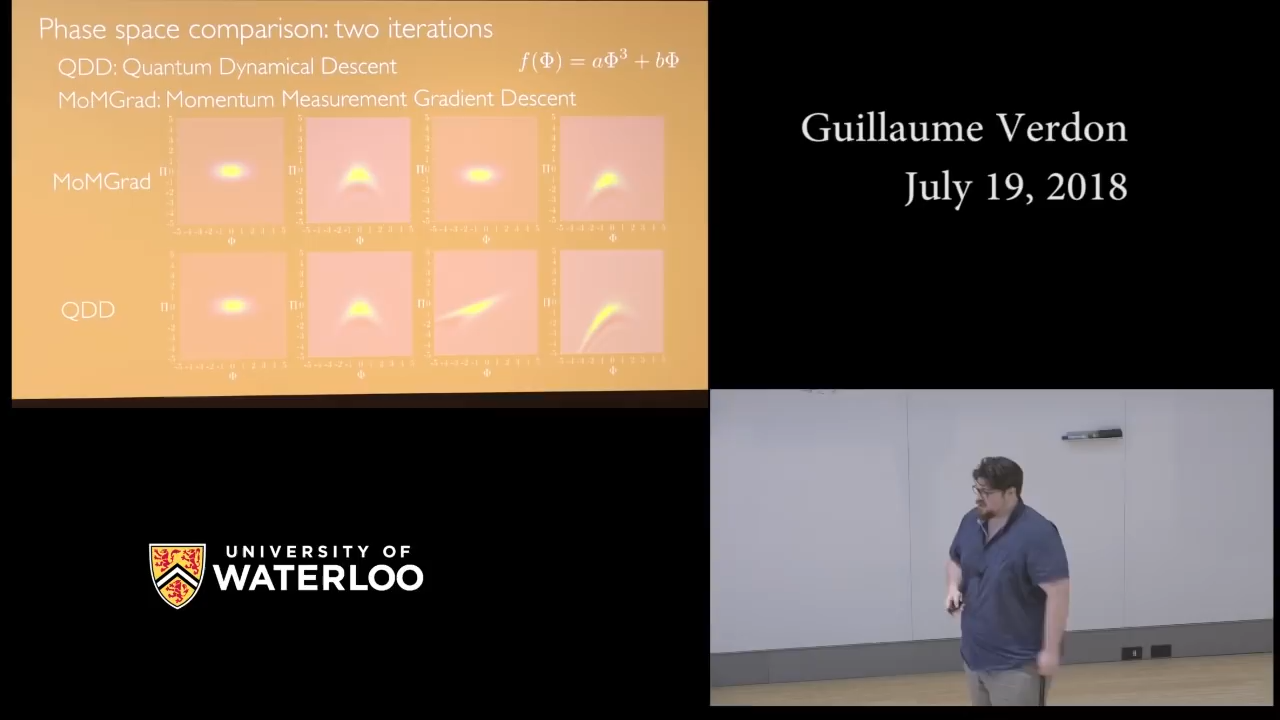 Phase space comparison: two iterations
QDD: Quantum Dynamical Descent
f(Φ) = aΦ³ + bΦ
MoMGrad: Momentum Measurement Gradient Descent
MoMGrad
Π
Π
Π
Π
Φ
Φ
Φ
Φ
QDD
Π
Π
Π
Π
Φ
Φ
Φ
Φ
Guillaume Verdon
July 19, 2018
UNIVERSITY OF
WATERLOO